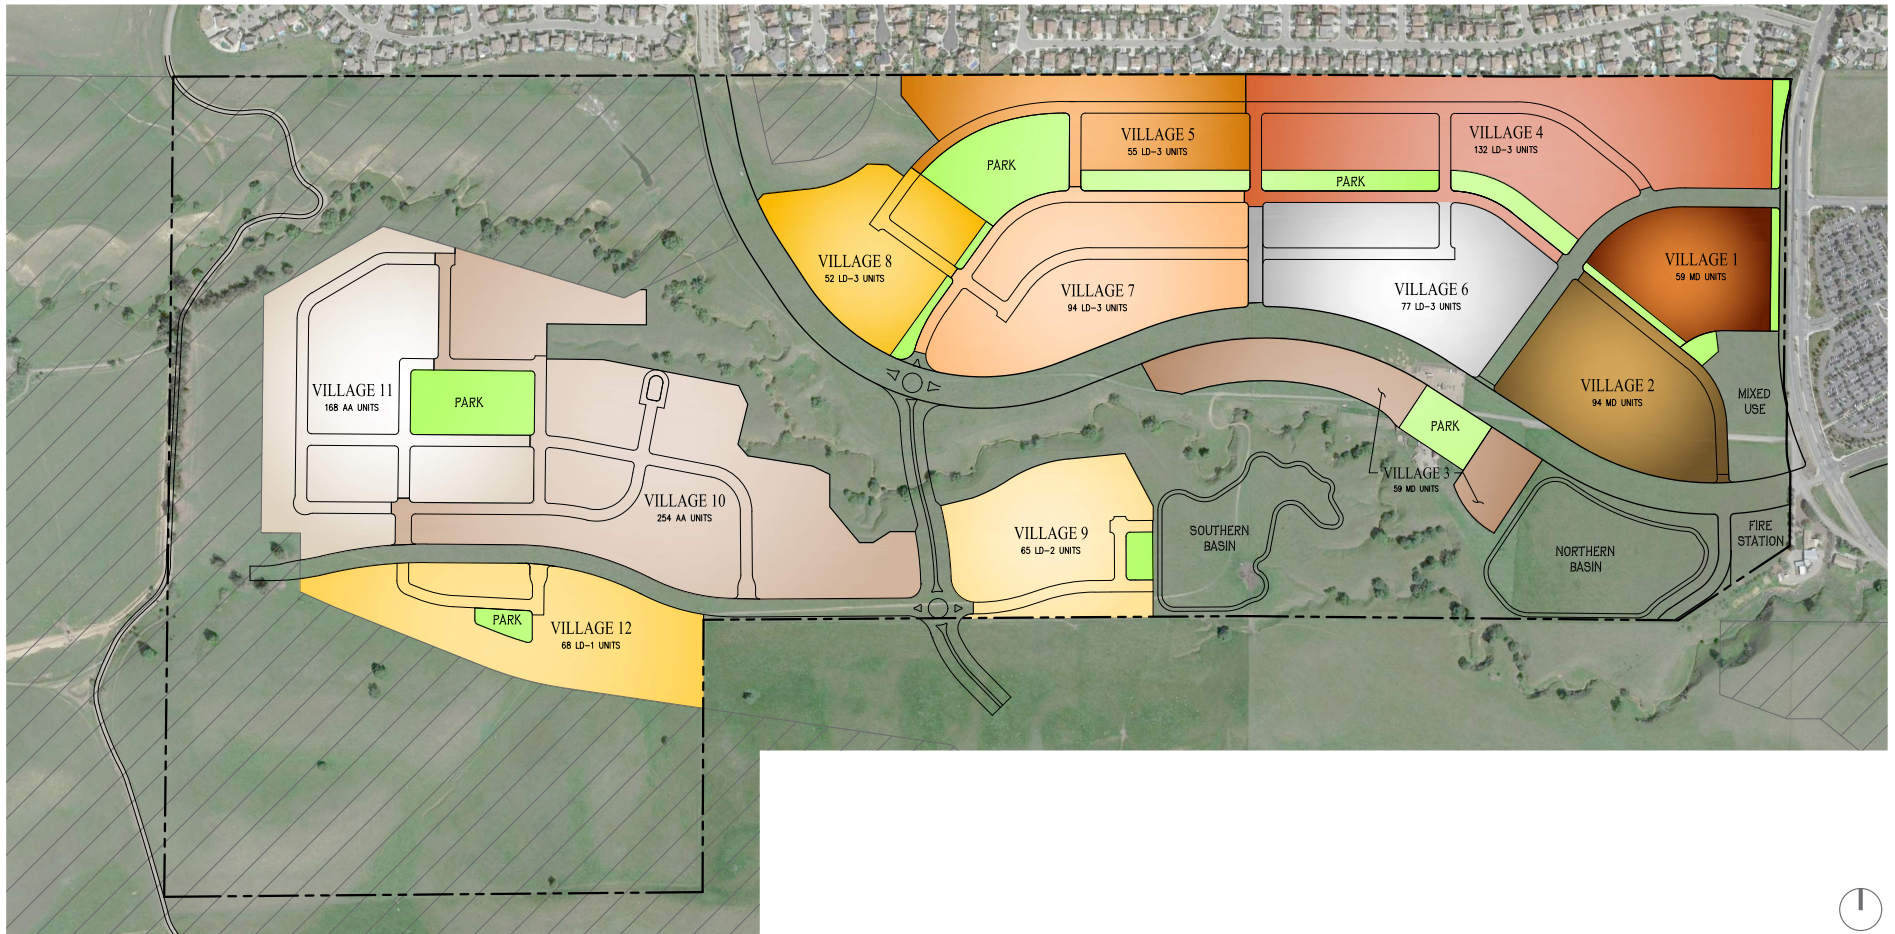 VILLAGE 5
55 LD-3 UNITS
VILLAGE 4
132 LD-3 UNITS
PARK
PARK
VILLAGE 8
52 LD-3 UNITS
VILLAGE 7
94 LD-3 UNITS
VILLAGE 6
77 LD-3 UNITS
VILLAGE 1
59 MD UNITS
VILLAGE 11
168 AA UNITS
PARK
VILLAGE 2
94 MD UNITS
MIXED
USE
PARK
VILLAGE 3
59 MD UNITS
VILLAGE 10
254 AA UNITS
VILLAGE 9
65 LD-2 UNITS
SOUTHERN
BASIN
NORTHERN
BASIN
FIRE
STATION
PARK
VILLAGE 12
68 LD-1 UNITS